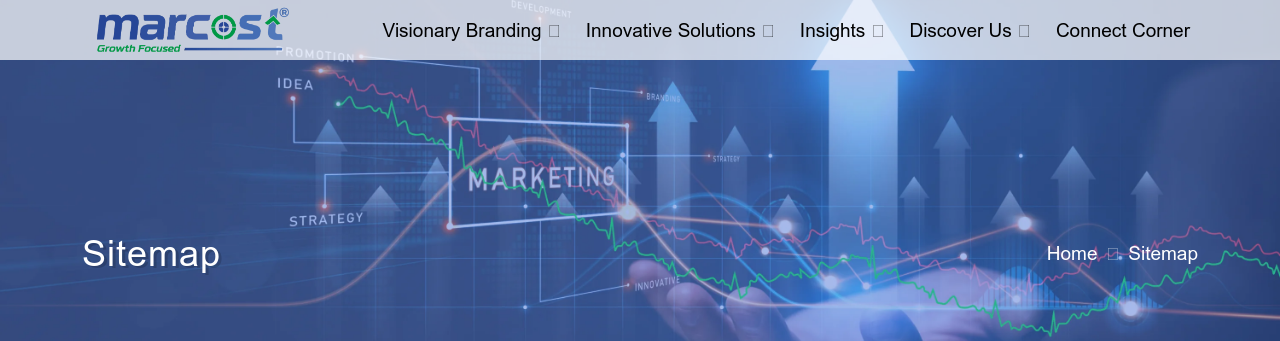 marcost®
Growth Focused
Visionary Branding Innovative Solutions Insights Discover Us Connect Corner
DEVELOPMENT
PROMOTION
IDEA
BRANDING
STRATEGY
MARKETING
STRATEGY
INNOVATIVE
Sitemap
Home Sitemap